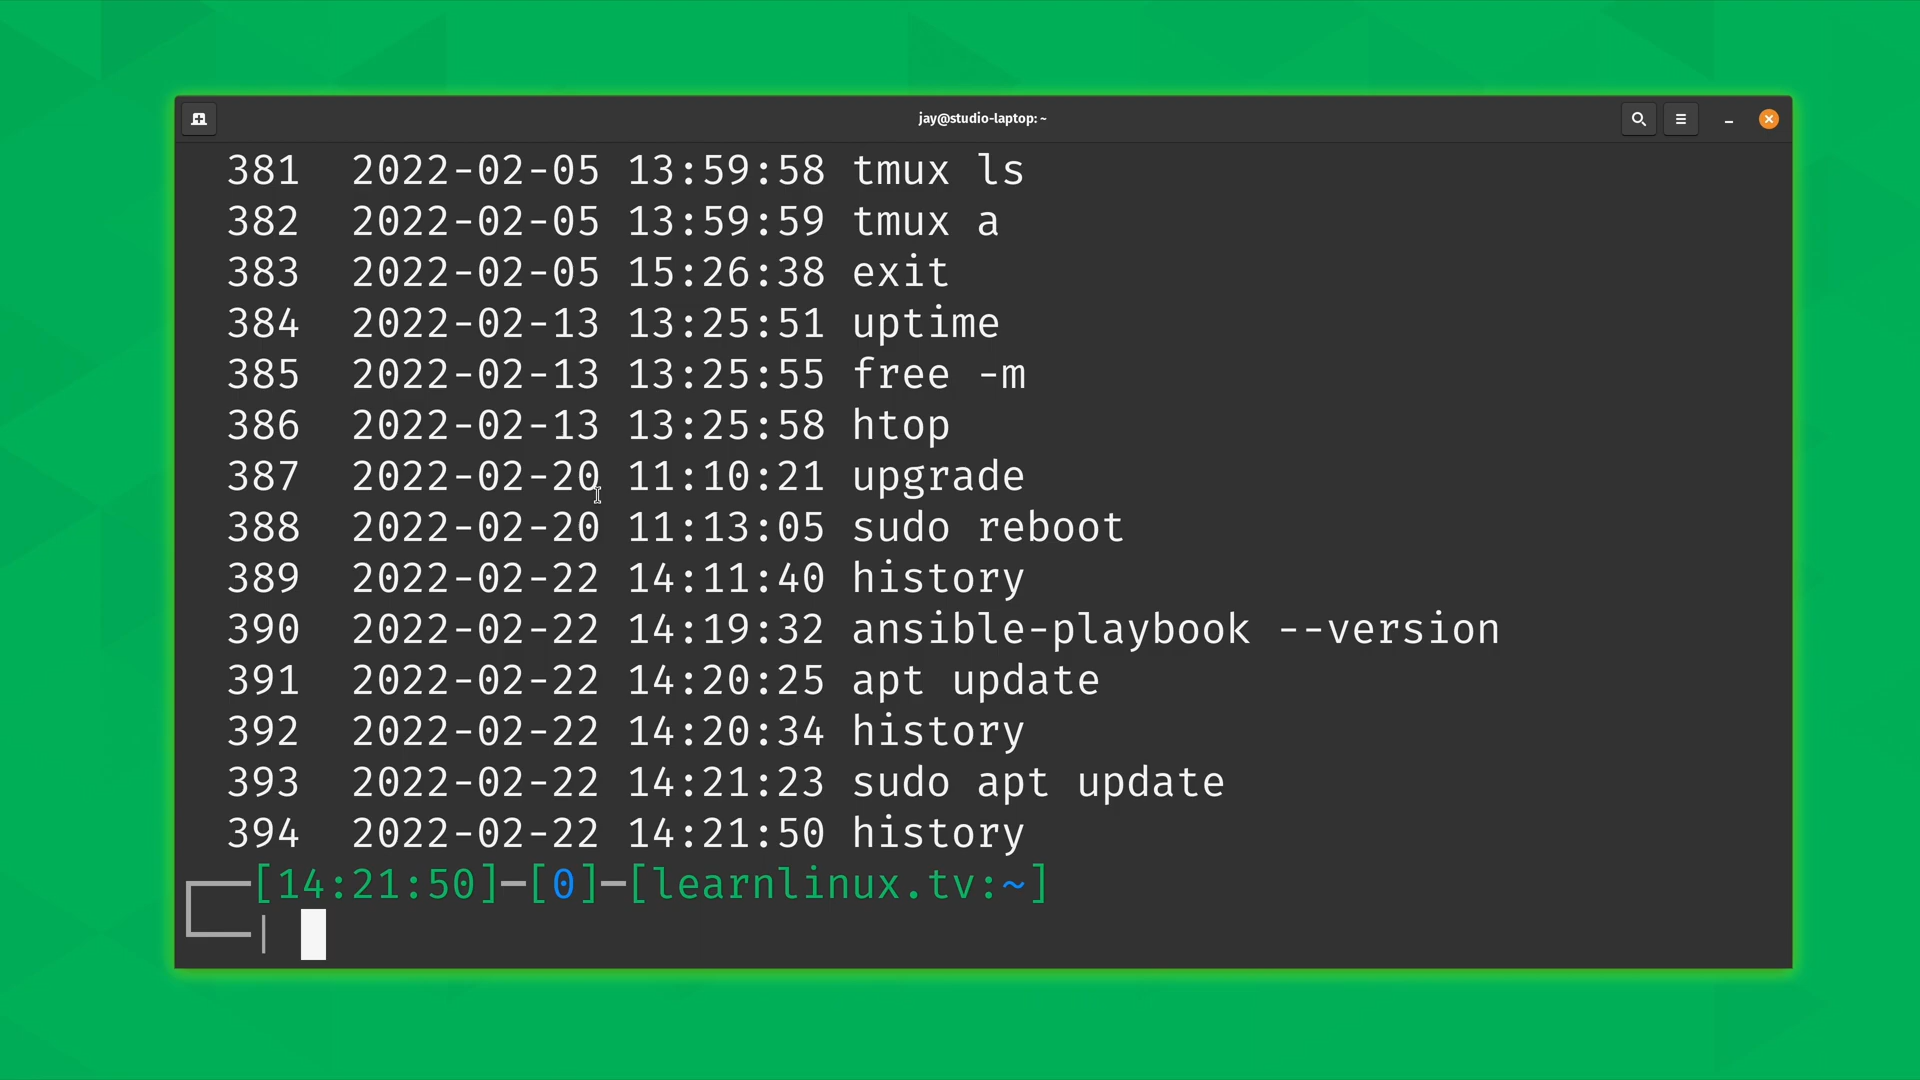 jay@studio-laptop: ~
381 2022-02-05 13:59:58 tmux ls
382 2022-02-05 13:59:59 tmux a
383 2022-02-05 15:26:38 exit
384 2022-02-13 13:25:51 uptime
385 2022-02-13 13:25:55 free -m
386 2022-02-13 13:25:58 htop
387 2022-02-20 11:10:21 upgrade
388 2022-02-20 11:13:05 sudo reboot
389 2022-02-22 14:11:40 history
390 2022-02-22 14:19:32 ansible-playbook --version
391 2022-02-22 14:20:25 apt update
392 2022-02-22 14:20:34 history
393 2022-02-22 14:21:23 sudo apt update
394 2022-02-22 14:21:50 history
┌──[14:21:50]─[0]─[learnlinux.tv:~]
└──|